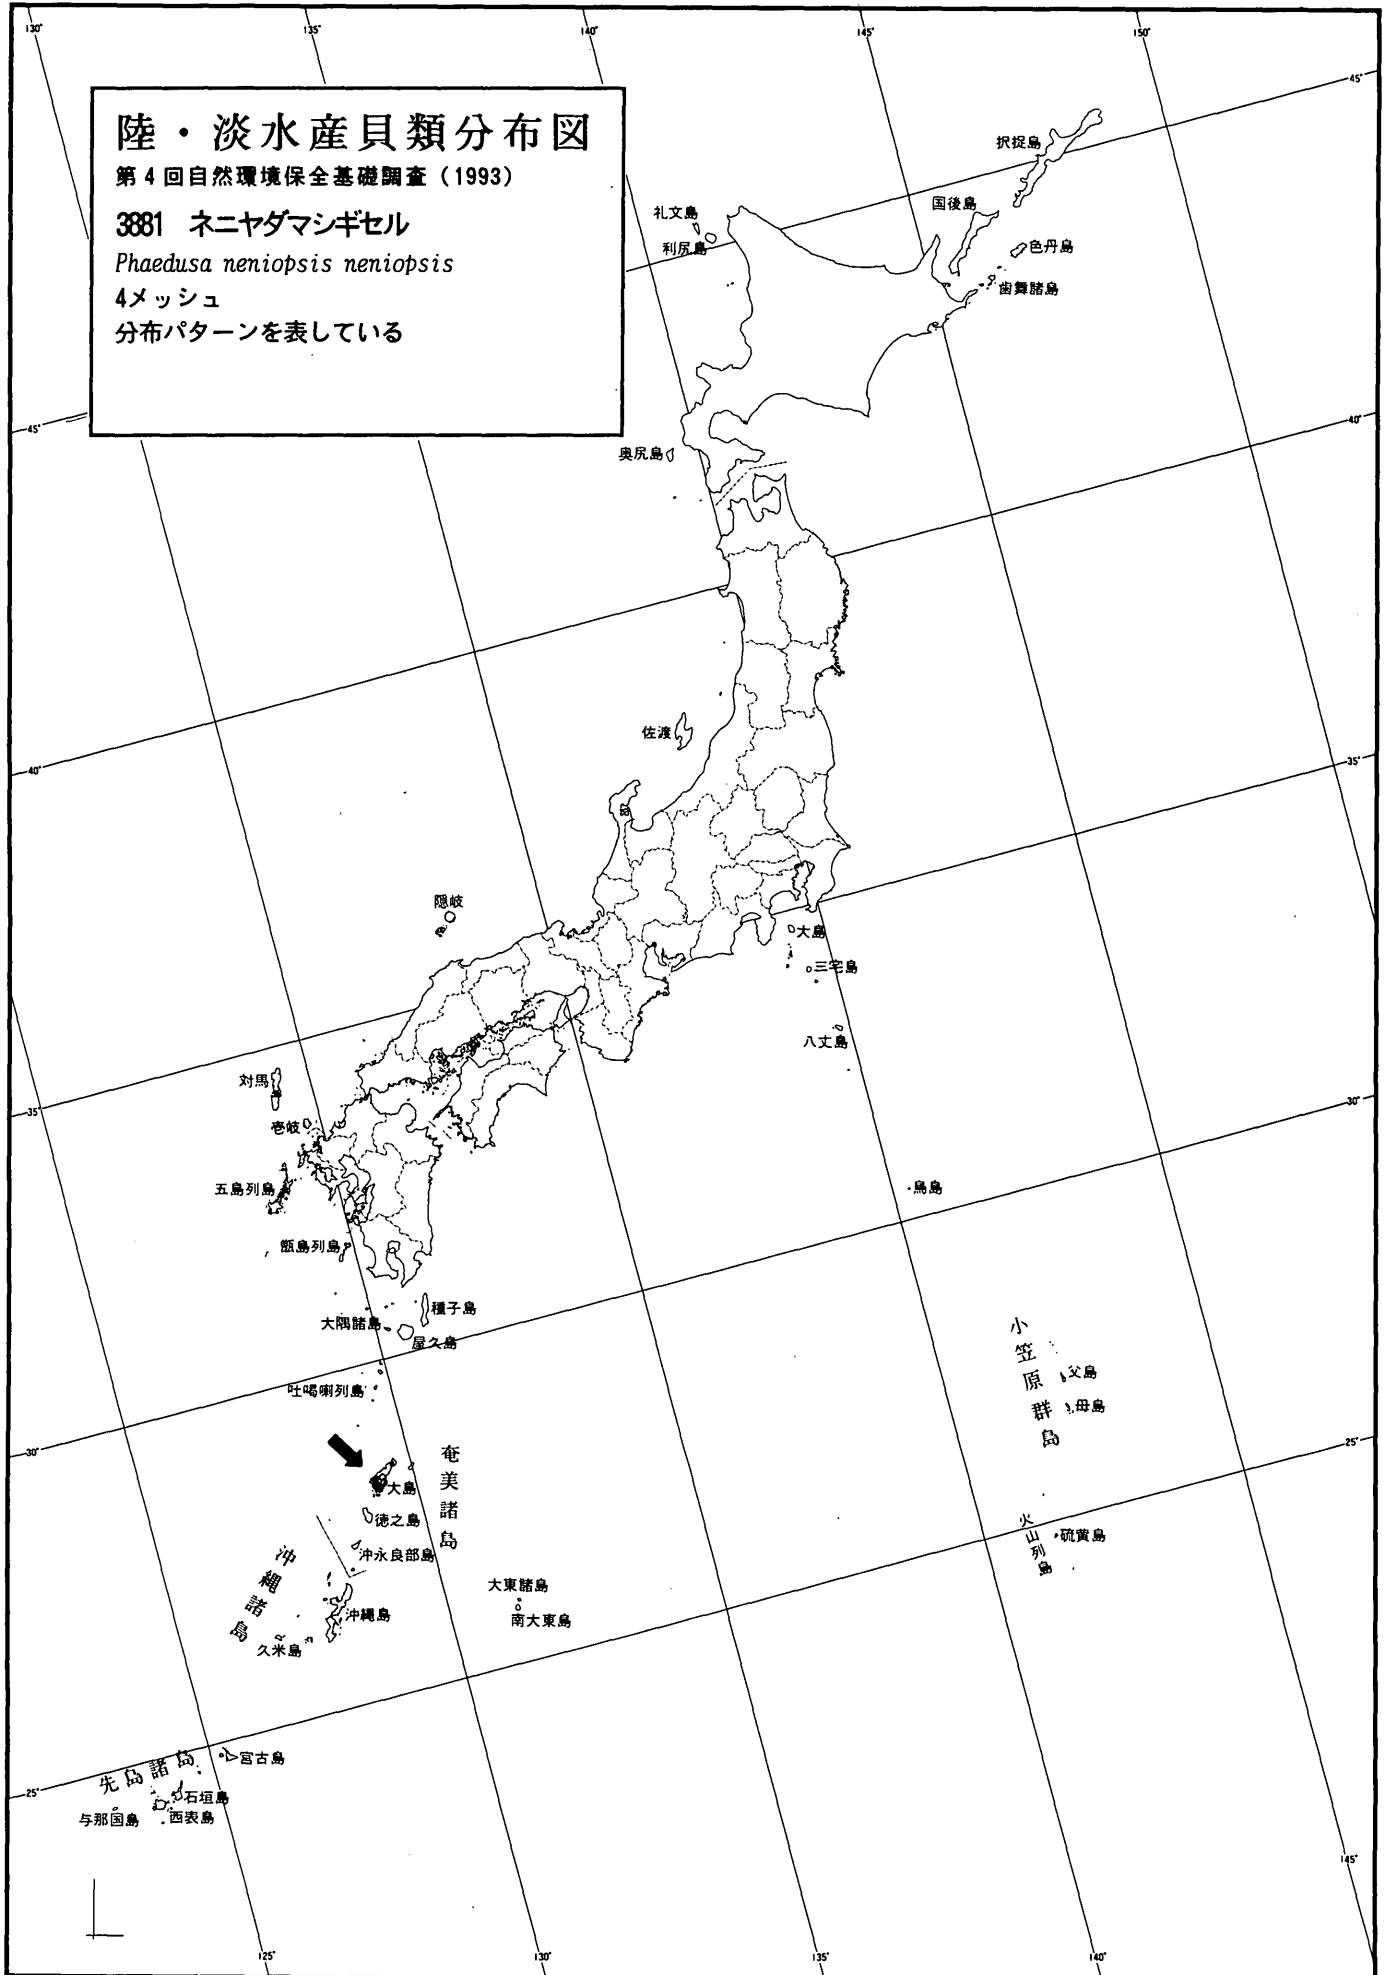 130°
135°
140°
145°
150°
45°
陸・淡水産貝類分布図
第4回自然環境保全基礎調査（1993）
3881 ネニヤダマシギセル
Phaedusa neniopsis neniopsis
4メッシュ
分布パターンを表している
択捉島
国後島
礼文島
利尻島
色丹島
歯舞諸島
45°
40°
奥尻島
佐渡
40°
35°
隠岐
大島
三宅島
八丈島
対馬
35°
壱岐
30°
五島列島
鳥島
甑島列島
種子島
大隅諸島
屋久島
吐喝喇列島
小笠原群島
父島
母島
30°
25°
奄美諸島
大島
徳之島
沖永良部島
火山列島
硫黄島
沖縄諸島
沖縄島
久米島
大東諸島
南大東島
先島諸島
宮古島
25°
石垣島
与那国島
西表島
145°
125°
130°
135°
140°